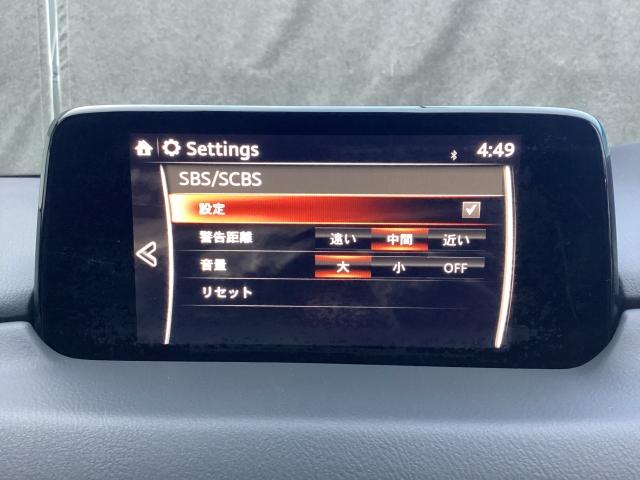 Settings 4:49
SBS/SCBS
設定
警告距離 遠い 中間 近い
音量 大 小 OFF
リセット